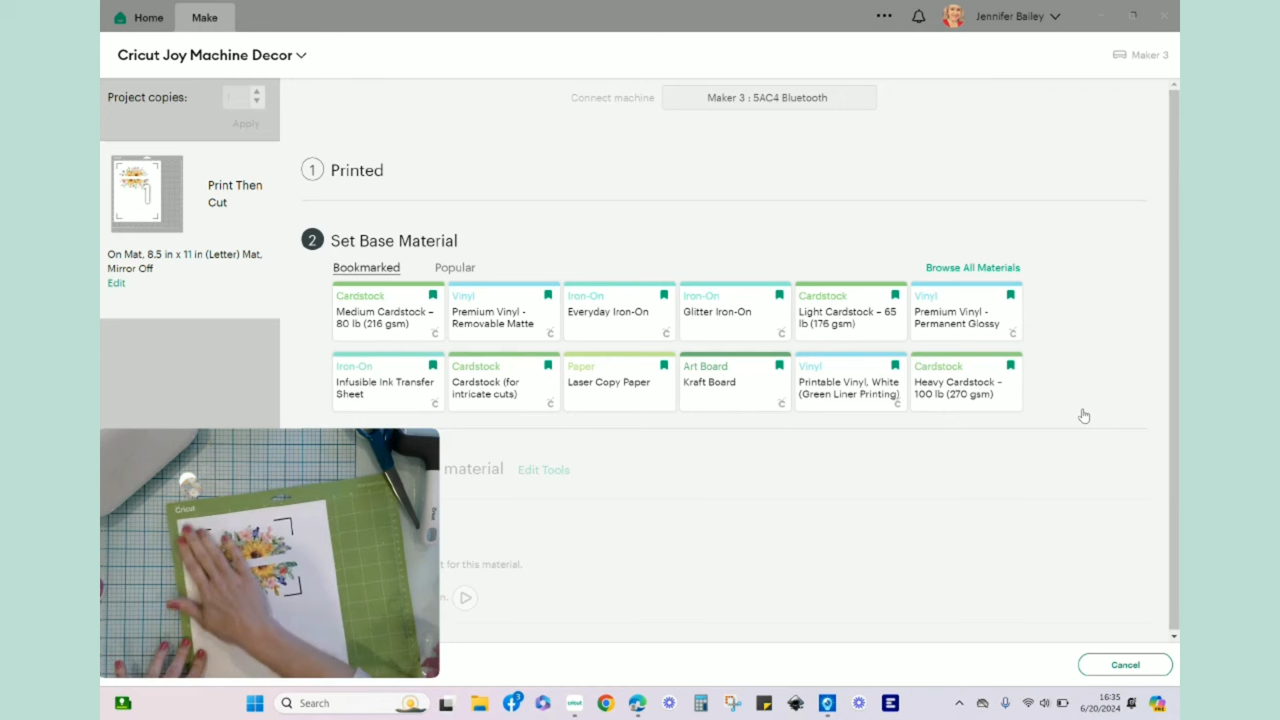 Home
Make
Jennifer Bailey
Cricut Joy Machine Decor
Maker 3
Project copies:
Apply
Connect machine
Maker 3 : 5AC4 Bluetooth
Print Then
Cut
On Mat, 8.5 in x 11 in (Letter) Mat,
Mirror Off
Edit
1 Printed
2 Set Base Material
Bookmarked
Popular
Browse All Materials
Cardstock
Medium Cardstock –
80 lb (216 gsm)
Vinyl
Premium Vinyl -
Removable Matte
Iron-On
Everyday Iron-On
Iron-On
Glitter Iron-On
Cardstock
Light Cardstock – 65
lb (176 gsm)
Vinyl
Premium Vinyl -
Permanent Glossy
Iron-On
Infusible Ink Transfer
Sheet
Cardstock
Cardstock (for
intricate cuts)
Paper
Laser Copy Paper
Art Board
Kraft Board
Vinyl
Printable Vinyl, White
(Green Liner Printing)
Cardstock
Heavy Cardstock –
100 lb (270 gsm)
material
Edit Tools
t for this material.
n.
Cricut
Cricut
Cancel
Search
cricut
3
16:35
6/20/2024